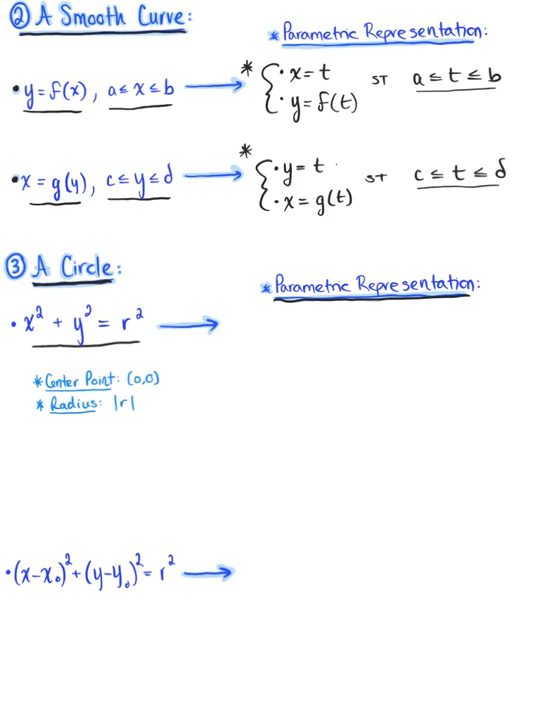 ② A Smooth Curve:
* Parametric Representation:
• y = f(x), a ≤ x ≤ b ⟶ * { • x = t
• y = f(t) ST a ≤ t ≤ b
• x = g(y), c ≤ y ≤ d ⟶ * { • y = t
• x = g(t) ST c ≤ t ≤ d
③ A Circle:
* Parametric Representation:
• x² + y² = r² ⟶
* Center Point: (0,0)
* Radius: |r|
• (x-x₀)² + (y-y₀)² = r² ⟶